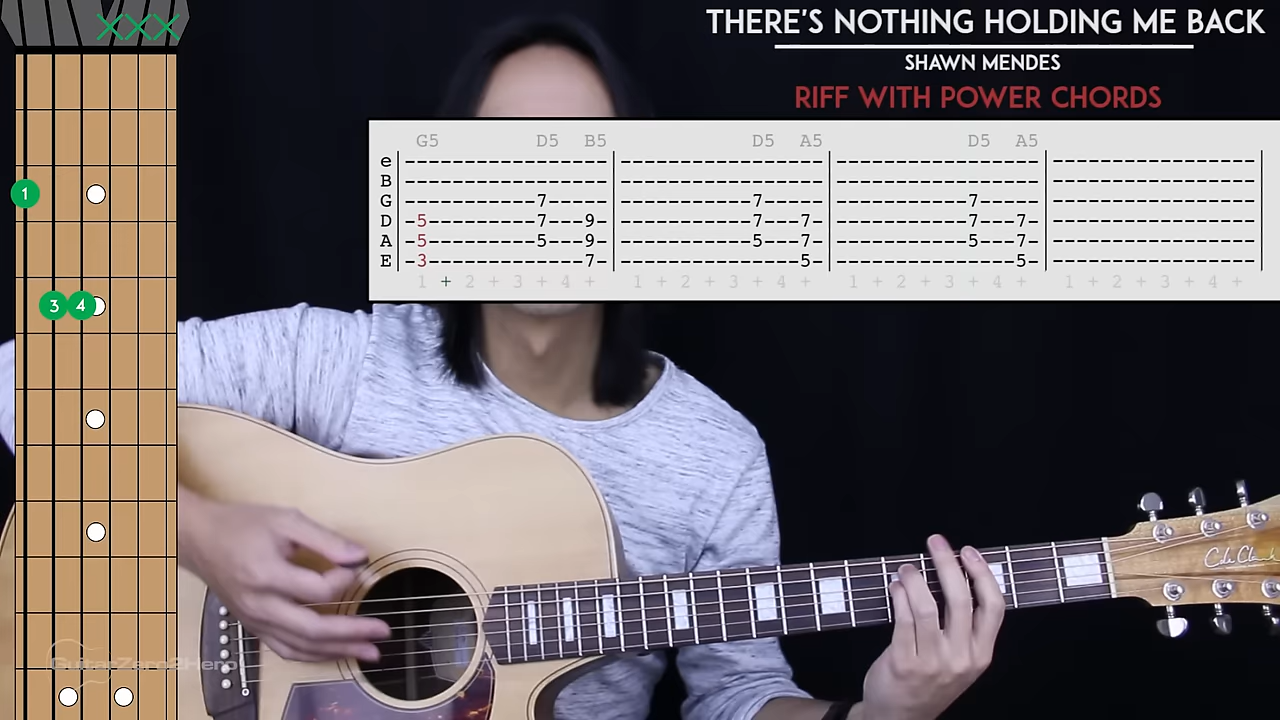 THERE'S NOTHING HOLDING ME BACK
SHAWN MENDES
RIFF WITH POWER CHORDS
XXX
G5 D5 B5 D5 A5 D5 A5
e|------------------|------------------|------------------|------------------|
B|------------------|------------------|------------------|------------------|
G|-----------7------|-----------7------|-----------7------|------------------|
D|-5---------7---9--|-----------7---7--|-----------7---7--|------------------|
A|-5---------5---9--|-----------5---7--|-----------5---7--|------------------|
E|-3-------------7--|---------------5--|---------------5--|------------------|
1 + 2 + 3 + 4 + 1 + 2 + 3 + 4 + 1 + 2 + 3 + 4 + 1 + 2 + 3 + 4 +
1
3 4
GuitarZero2Hero